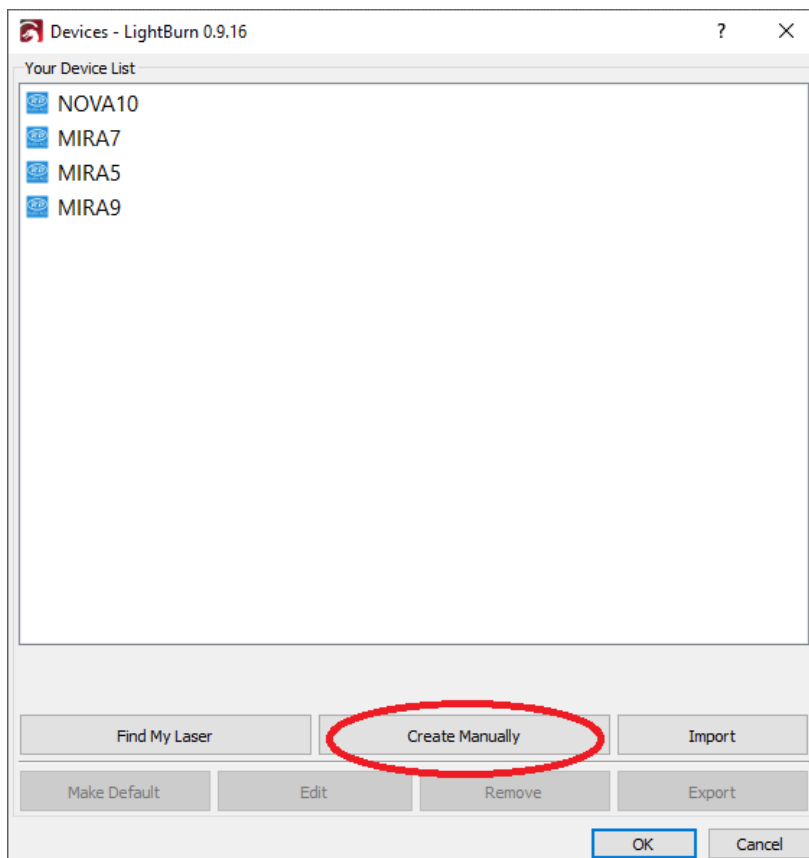 Devices - LightBurn 0.9.16 ?
Your Device List
NOVA10
MIRA7
MIRA5
MIRA9
Find My Laser Create Manually Import
Make Default Edit Remove Export
OK Cancel